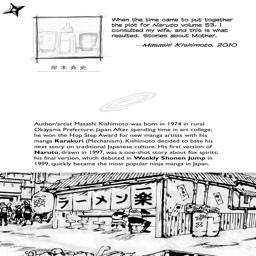 When the time came to put together
the plot for Naruto volume 53, I
consulted my wife, and this is what
resulted. Stories about Mother.
—Masashi Kishimoto, 2010
岸本斉史
Author/artist Masashi Kishimoto was born in 1974 in rural
Okayama Prefecture, Japan. After spending time in art college,
he won the Hop Step Award for new manga artists with his
manga Karakuri (Mechanism). Kishimoto decided to base his
next story on traditional Japanese culture. His first version of
Naruto, drawn in 1997, was a one-shot story about fox spirits;
his final version, which debuted in Weekly Shonen Jump in
1999, quickly became the most popular ninja manga in Japan.
ラーメン 一楽